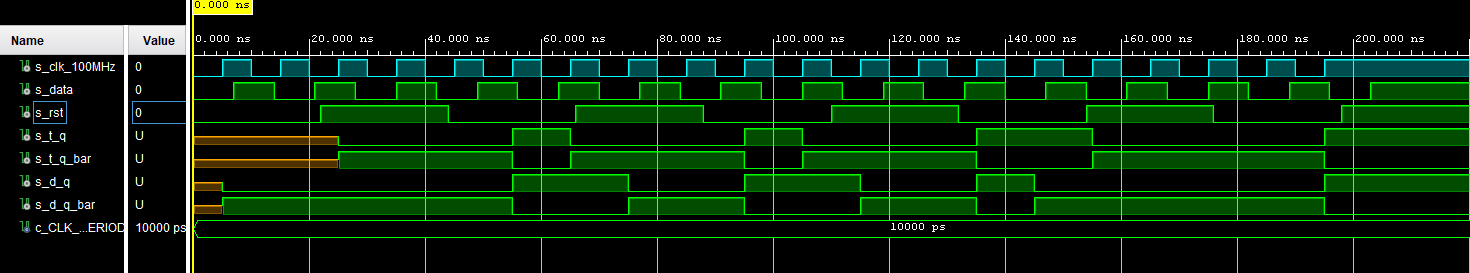 0.000 ns
Name Value
0.000 ns 20.000 ns 40.000 ns 60.000 ns 80.000 ns 100.000 ns 120.000 ns 140.000 ns 160.000 ns 180.000 ns 200.000 ns
s_clk_100MHz 0
s_data 0
s_rst 0
s_t_q U
s_t_q_bar U
s_d_q U
s_d_q_bar U
c_CLK_...ERIOD 10000 ps 10000 ps